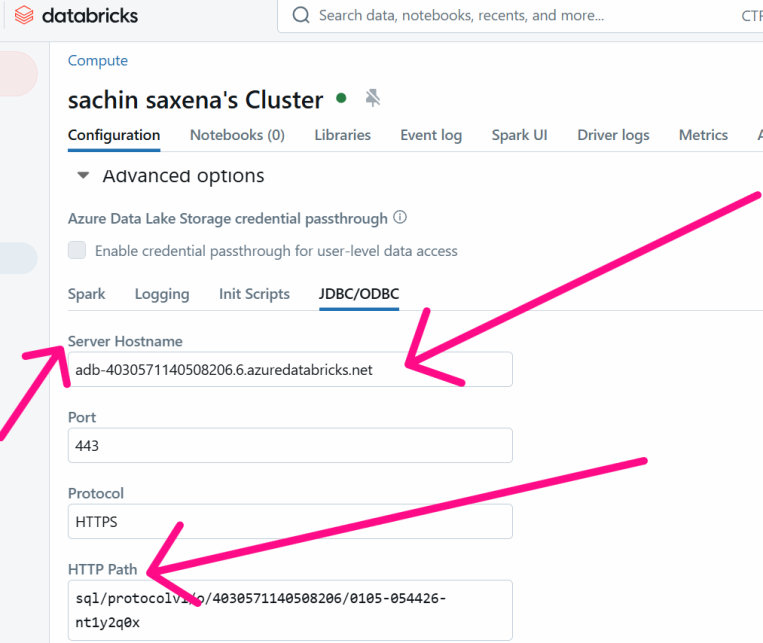 databricks
Search data, notebooks, recents, and more...
Compute
sachin saxena's Cluster
Configuration Notebooks (0) Libraries Event log Spark UI Driver logs Metrics
Advanced options
Azure Data Lake Storage credential passthrough
Enable credential passthrough for user-level data access
Spark Logging Init Scripts JDBC/ODBC
Server Hostname
adb-4030571140508206.6.azuredatabricks.net
Port
443
Protocol
HTTPS
HTTP Path
sql/protocolv1/o/4030571140508206/0105-054426-
nt1y2q0x